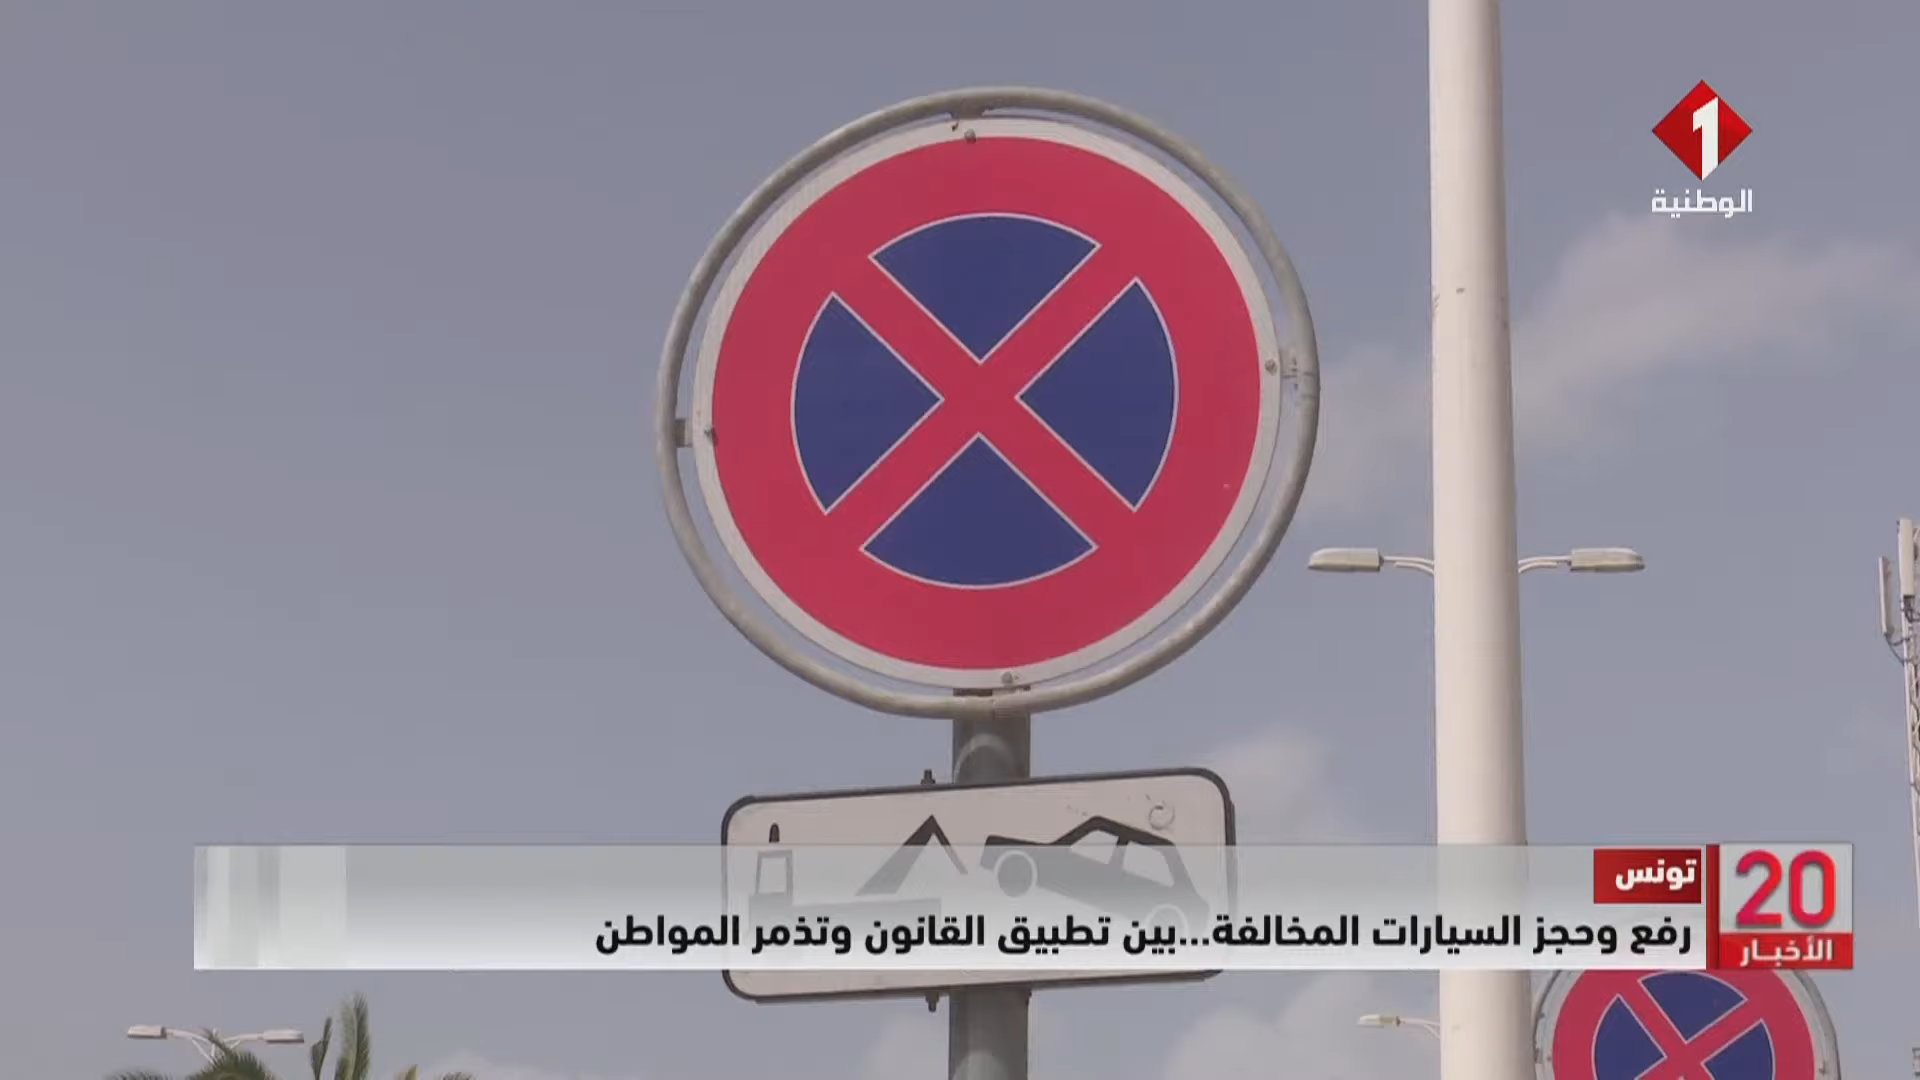 1
الوطنية
تونس
رفع وحجز السيارات المخالفة...بين تطبيق القانون وتذمر المواطن
20
الأخبار